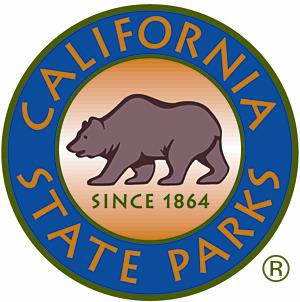 CALIFORNIA
SINCE 1864
STATE PARKS
®